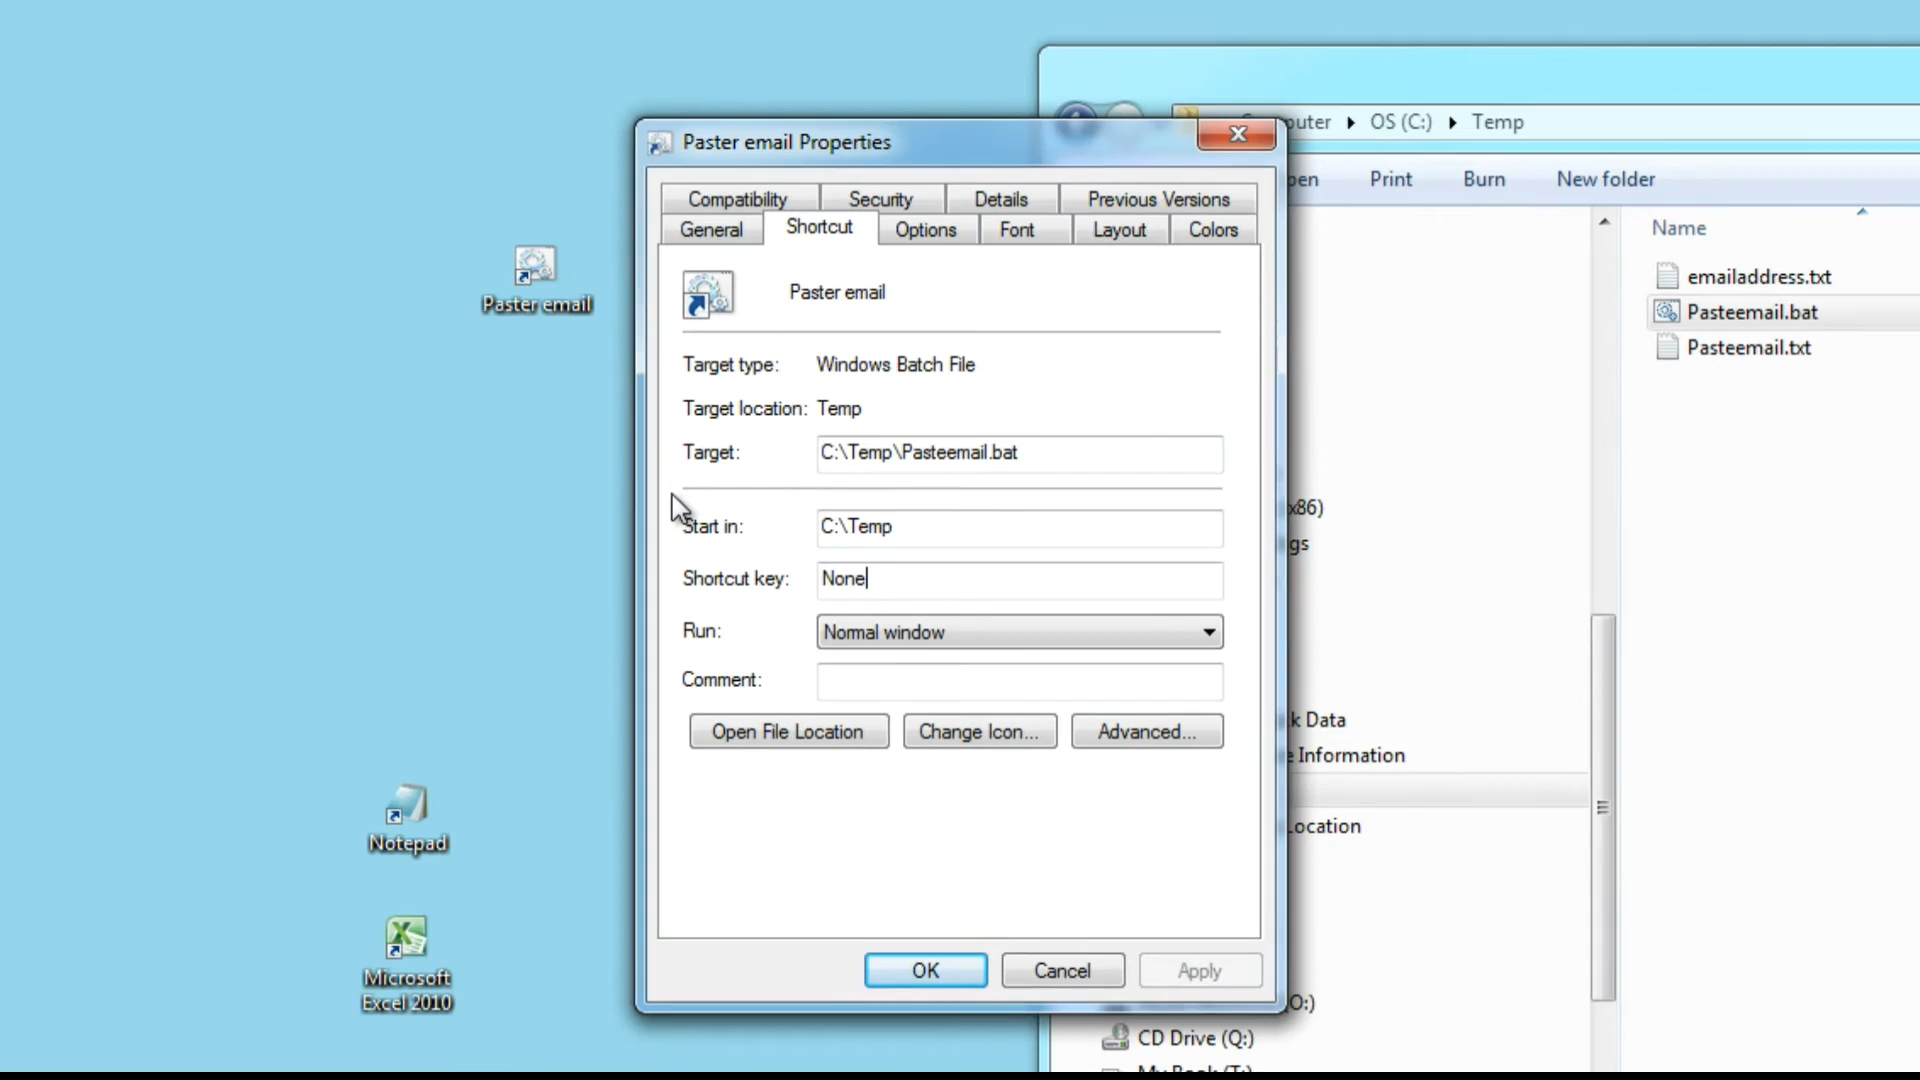 Paster email
Notepad
Microsoft
Excel 2010
Paster email Properties
Compatibility
Security
Details
Previous Versions
General
Shortcut
Options
Font
Layout
Colors
Paster email
Target type:
Windows Batch File
Target location:
Temp
Target:
C:\Temp\Pasteemail.bat
Start in:
C:\Temp
Shortcut key:
None
Run:
Normal window
Comment:
Open File Location
Change Icon...
Advanced...
OK
Cancel
Apply
puter
OS (C:)
Temp
pen
Print
Burn
New folder
x86)
gs
k Data
e Information
Location
O:)
CD Drive (Q:)
Name
emailaddress.txt
Pasteemail.bat
Pasteemail.txt